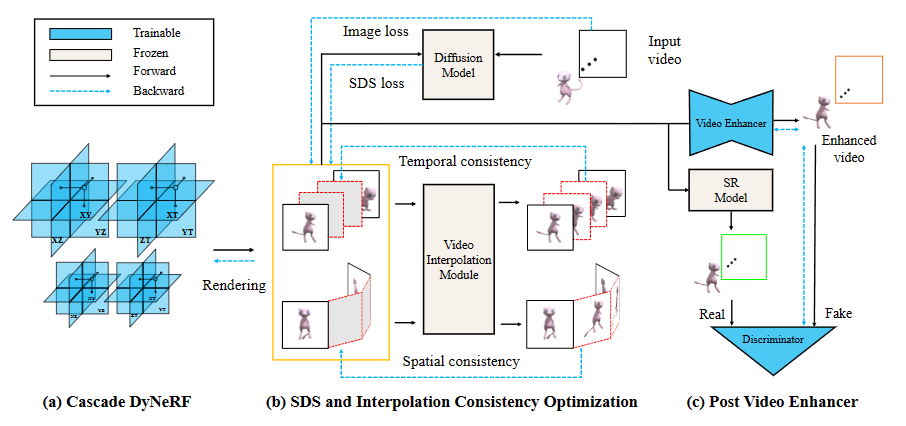 Trainable
Frozen
Forward
Backward
XY
YZ
XZ
XT
YT
ZT
XY
YZ
XZ
XT
YT
ZT
Rendering
(a) Cascade DyNeRF
Image loss
SDS loss
Diffusion
Model
Input
video
Temporal consistency
Video
Interpolation
Module
Spatial consistency
(b) SDS and Interpolation Consistency Optimization
Video Enhancer
Enhanced
video
SR
Model
Real
Fake
Discriminator
(c) Post Video Enhancer